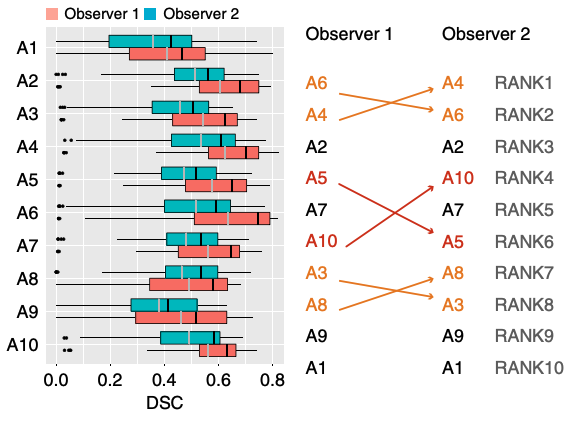 Observer 1 Observer 2
A1
A2
A3
A4
A5
A6
A7
A8
A9
A10
0.0 0.2 0.4 0.6 0.8
DSC
Observer 1 Observer 2
A6 A4 RANK1
A4 A6 RANK2
A2 A2 RANK3
A5 A10 RANK4
A7 A7 RANK5
A10 A5 RANK6
A3 A8 RANK7
A8 A3 RANK8
A9 A9 RANK9
A1 A1 RANK10